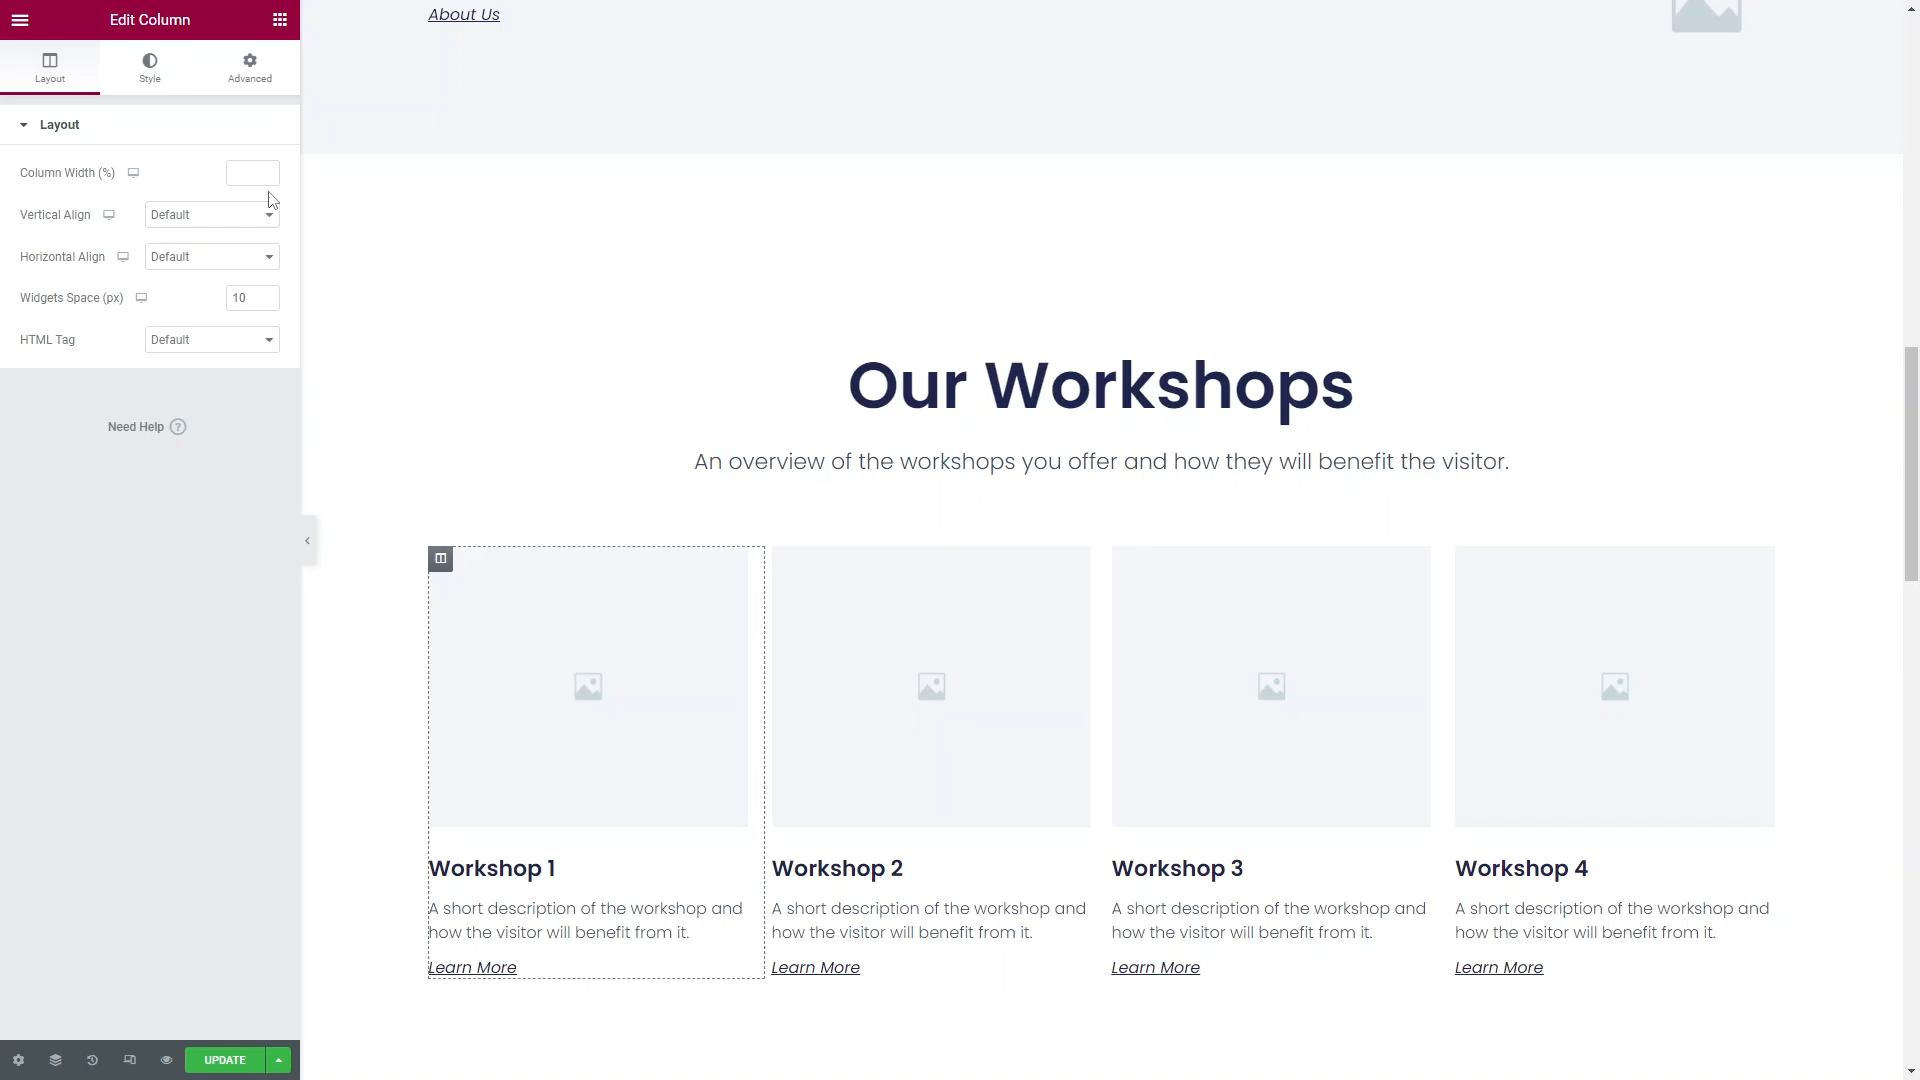 Edit Column
Layout
Style
Advanced
Layout
Column Width (%)
Vertical Align
Default
Horizontal Align
Default
Widgets Space (px)
10
HTML Tag
Default
Need Help ?
UPDATE
About Us
Our Workshops
An overview of the workshops you offer and how they will benefit the visitor.
Workshop 1
A short description of the workshop and
how the visitor will benefit from it.
Learn More
Workshop 2
A short description of the workshop and
how the visitor will benefit from it.
Learn More
Workshop 3
A short description of the workshop and
how the visitor will benefit from it.
Learn More
Workshop 4
A short description of the workshop and
how the visitor will benefit from it.
Learn More